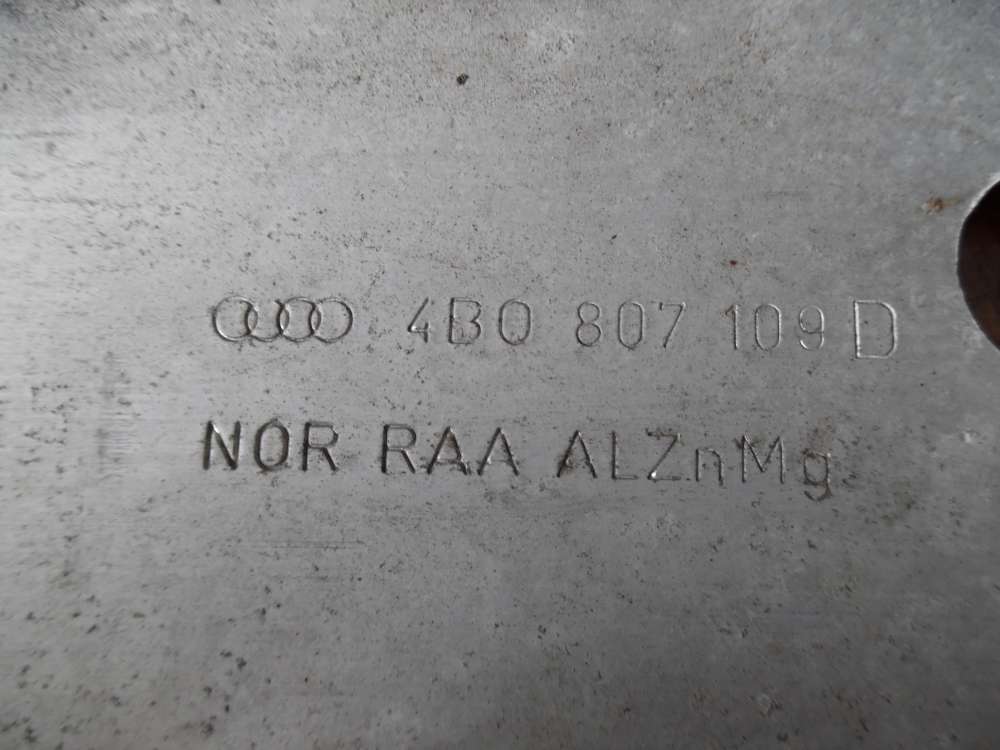 4B0 807 109 D
NOR RAA ALZnMg